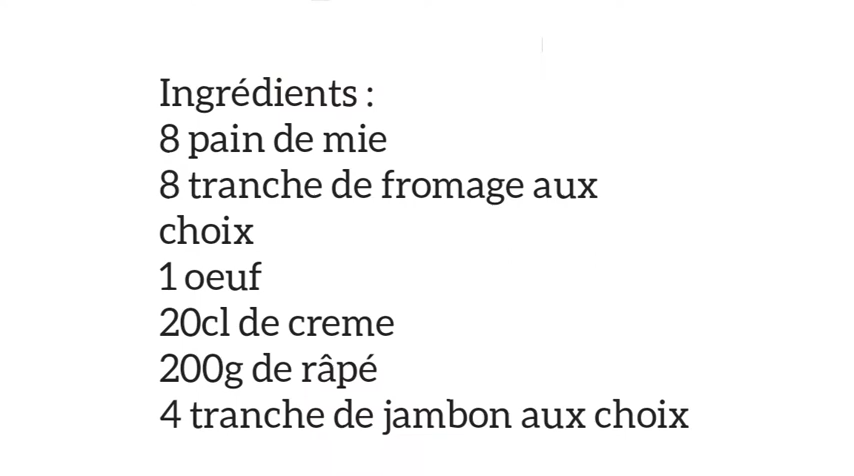 Ingrédients :
8 pain de mie
8 tranche de fromage aux
choix
1 oeuf
20cl de creme
200g de râpé
4 tranche de jambon aux choix